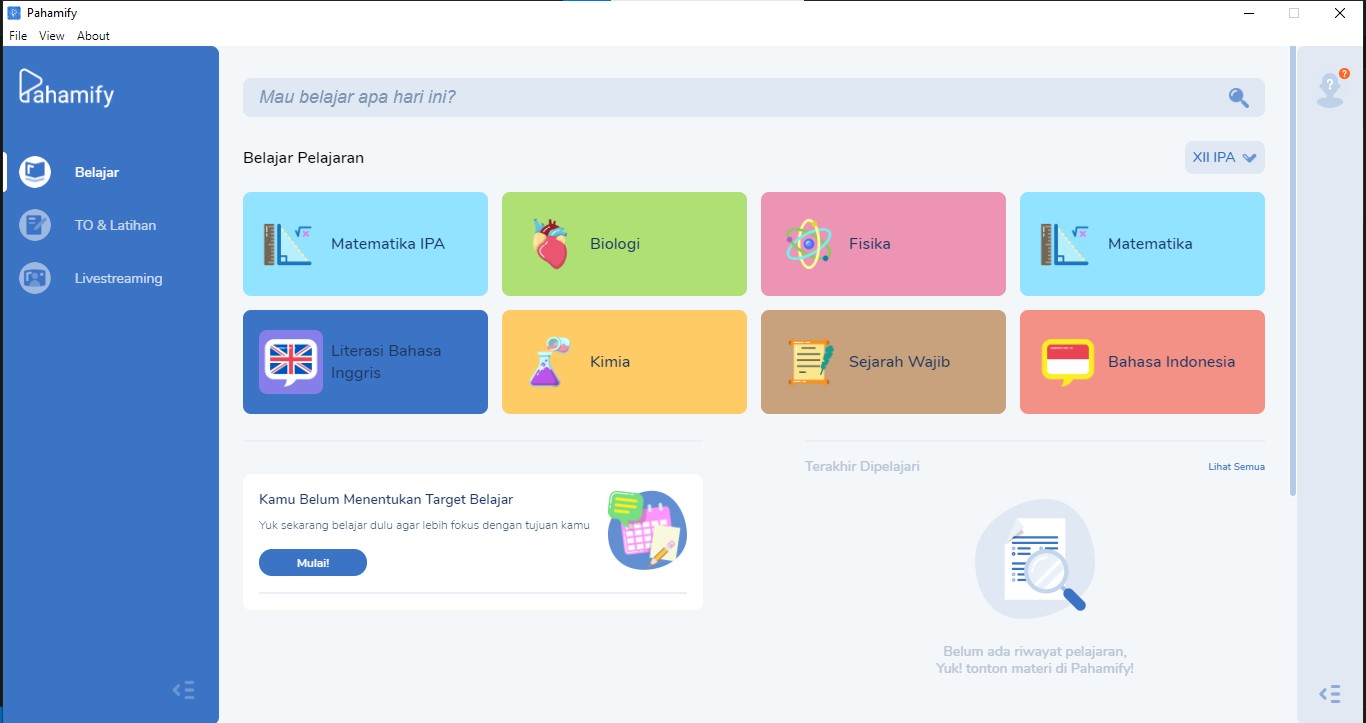 Pahamify
File View About
Pahamify
Mau belajar apa hari ini?
?
?
Belajar Pelajaran
XII IPA
Belajar
TO & Latihan
Livestreaming
Matematika IPA
Biologi
Fisika
Matematika
Literasi Bahasa
Inggris
Kimia
Sejarah Wajib
Bahasa Indonesia
Kamu Belum Menentukan Target Belajar
Yuk sekarang belajar dulu agar lebih fokus dengan tujuan kamu
Mulai!
Terakhir Dipelajari
Lihat Semua
Belum ada riwayat pelajaran,
Yuk! tonton materi di Pahamify!